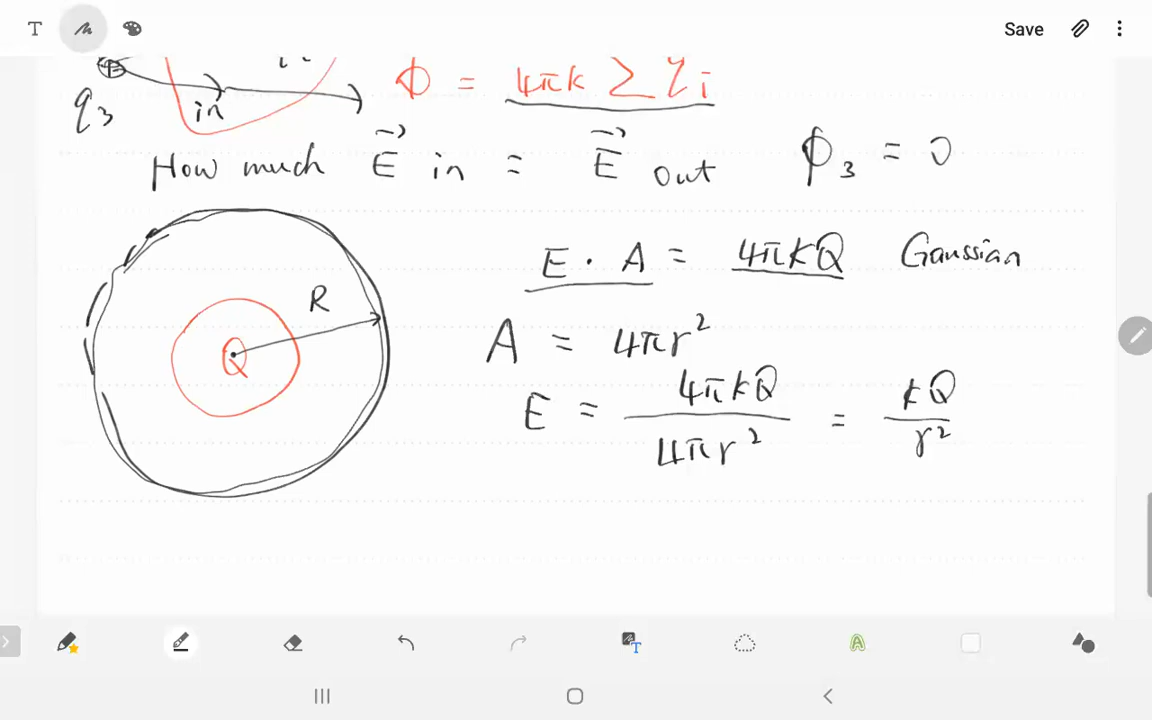 T Save
Φ = 4πk Σ qi
q3 in
How much E⃗ in = E⃗ out Φ3 = 0
E · A = 4πkQ Gaussian
R
A = 4πr²
Q
E = 4πkQ / 4πr² = kQ / r²
T
A